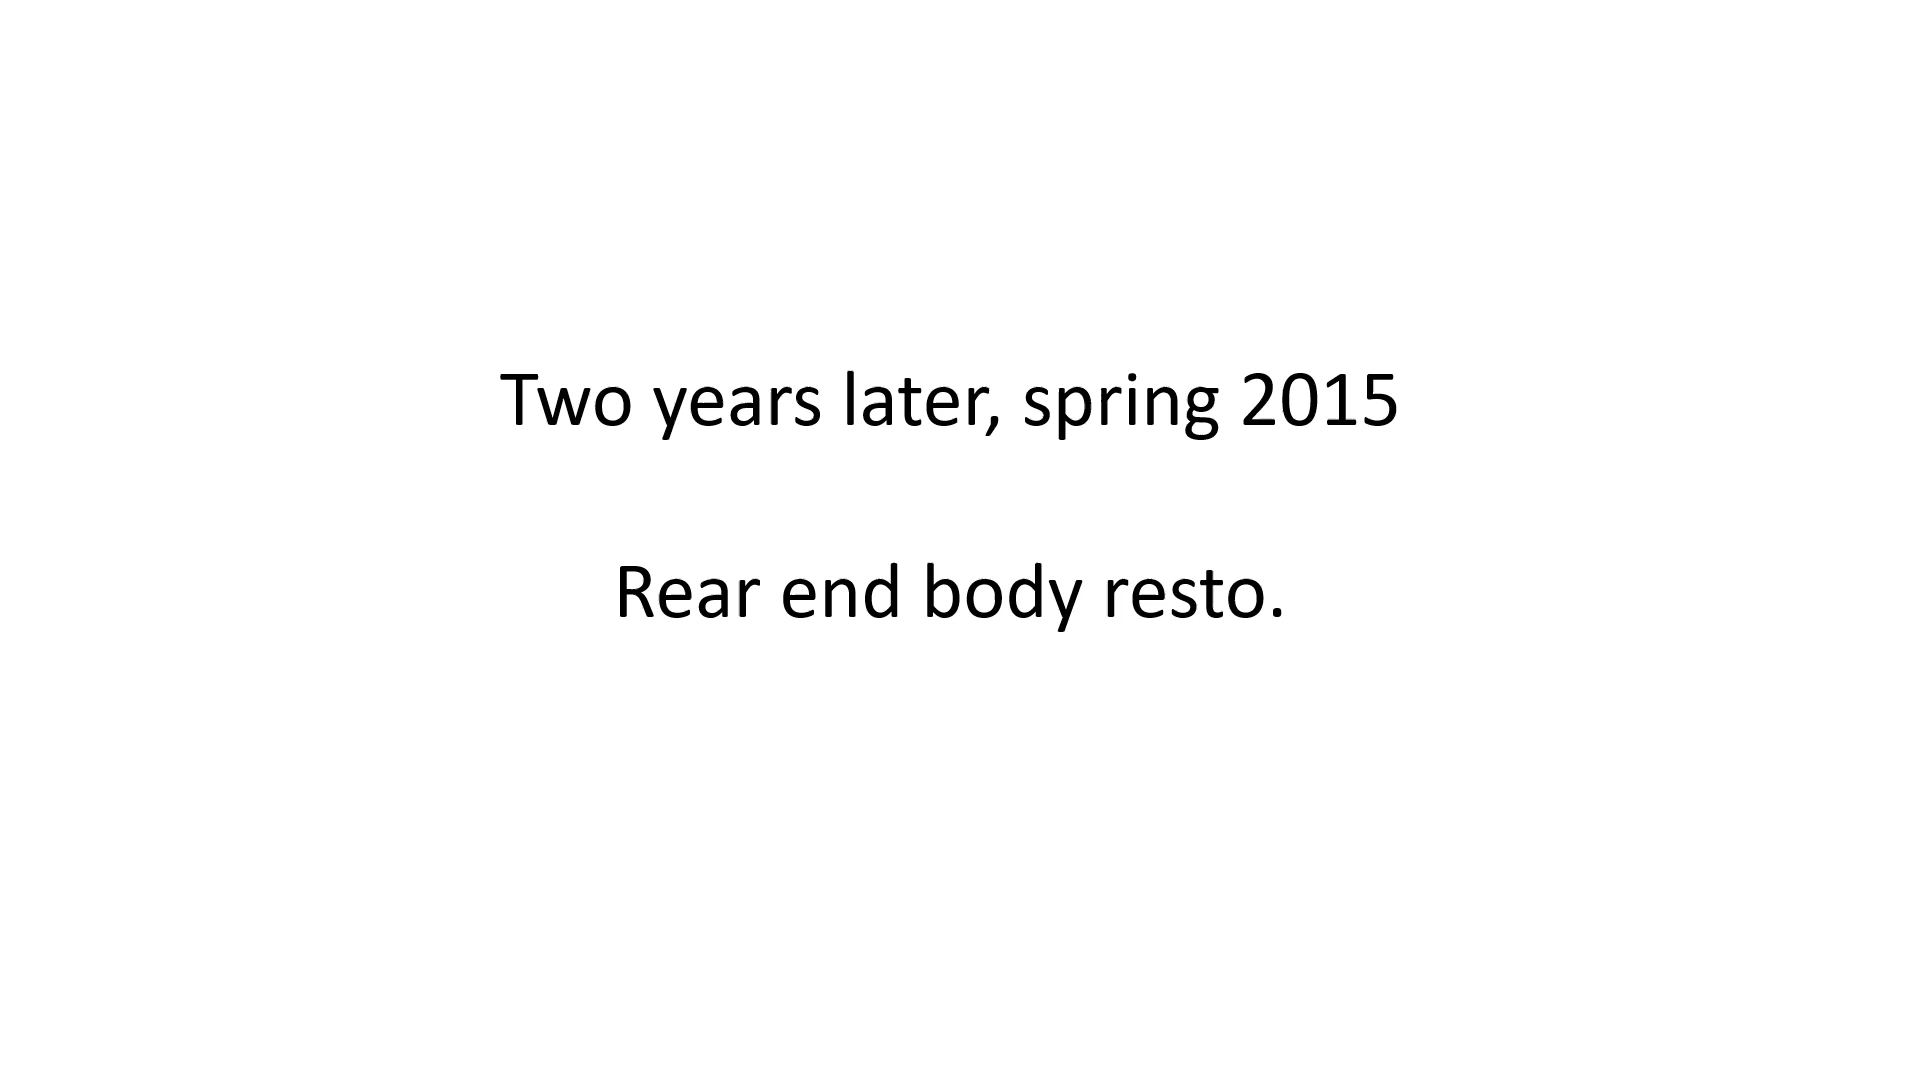 Two years later, spring 2015
Rear end body resto.